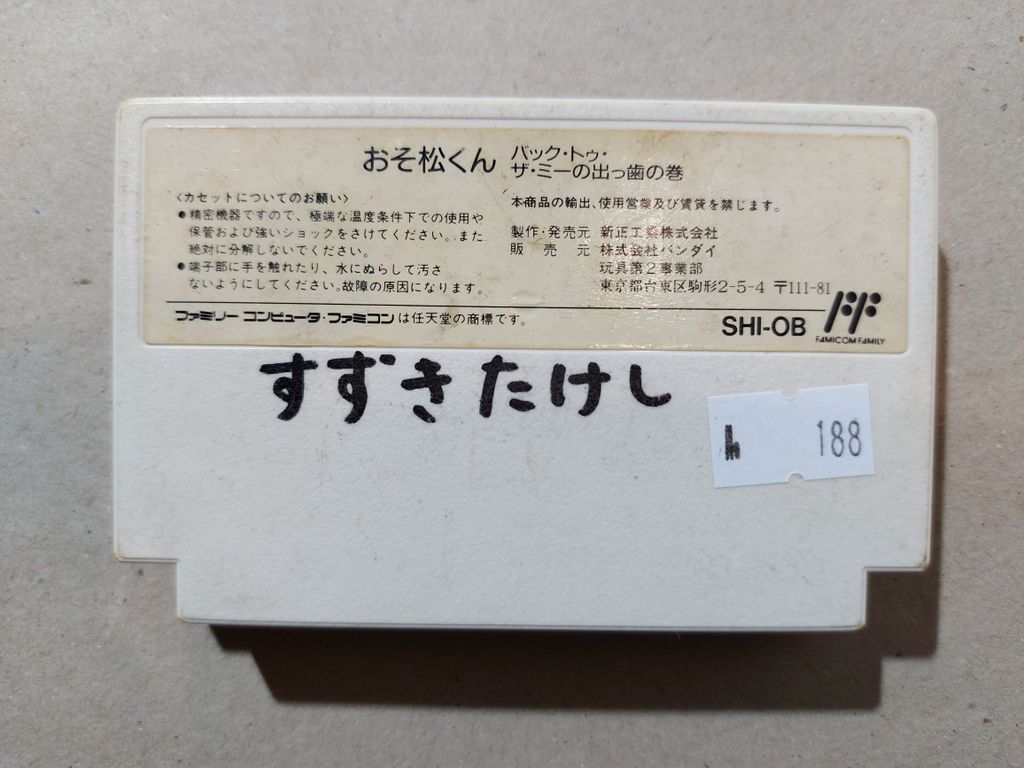 おそ松くん バック・トゥ・
ザ・ミーの出っ歯の巻
〈カセットについてのお願い〉
●精密機器ですので、極端な温度条件下での使用や
保管および強いショックをさけてください。また
絶対に分解しないでください。
●端子部に手を触れたり、水にぬらして汚さ
ないようにしてください。故障の原因になります。
本商品の輸出、使用営業及び賃貸を禁じます。
製作・発売元 新正工業株式会社
販売元 株式会社バンダイ
玩具第2事業部
東京都台東区駒形2-5-4 〒111-81
ファミリーコンピュータ・ファミコンは任天堂の商標です。
SHI-OB
FAMICOM FAMILY
すずきたけし
188